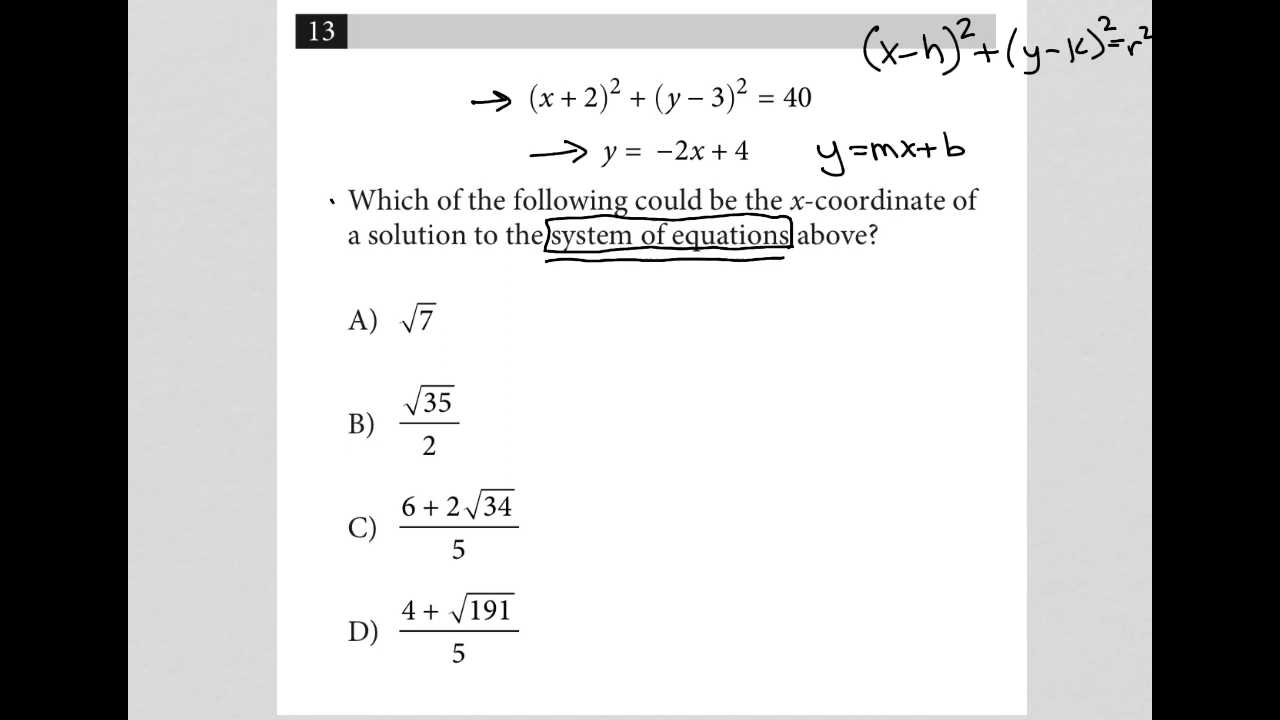 13
(x-h)²+(y-k)²=r²
(x + 2)² + (y − 3)² = 40
y = −2x + 4
y=mx+b
Which of the following could be the x-coordinate of
a solution to the system of equations above?
A) √7
B) √35/2
C) (6 + 2√34)/5
D) (4 + √191)/5